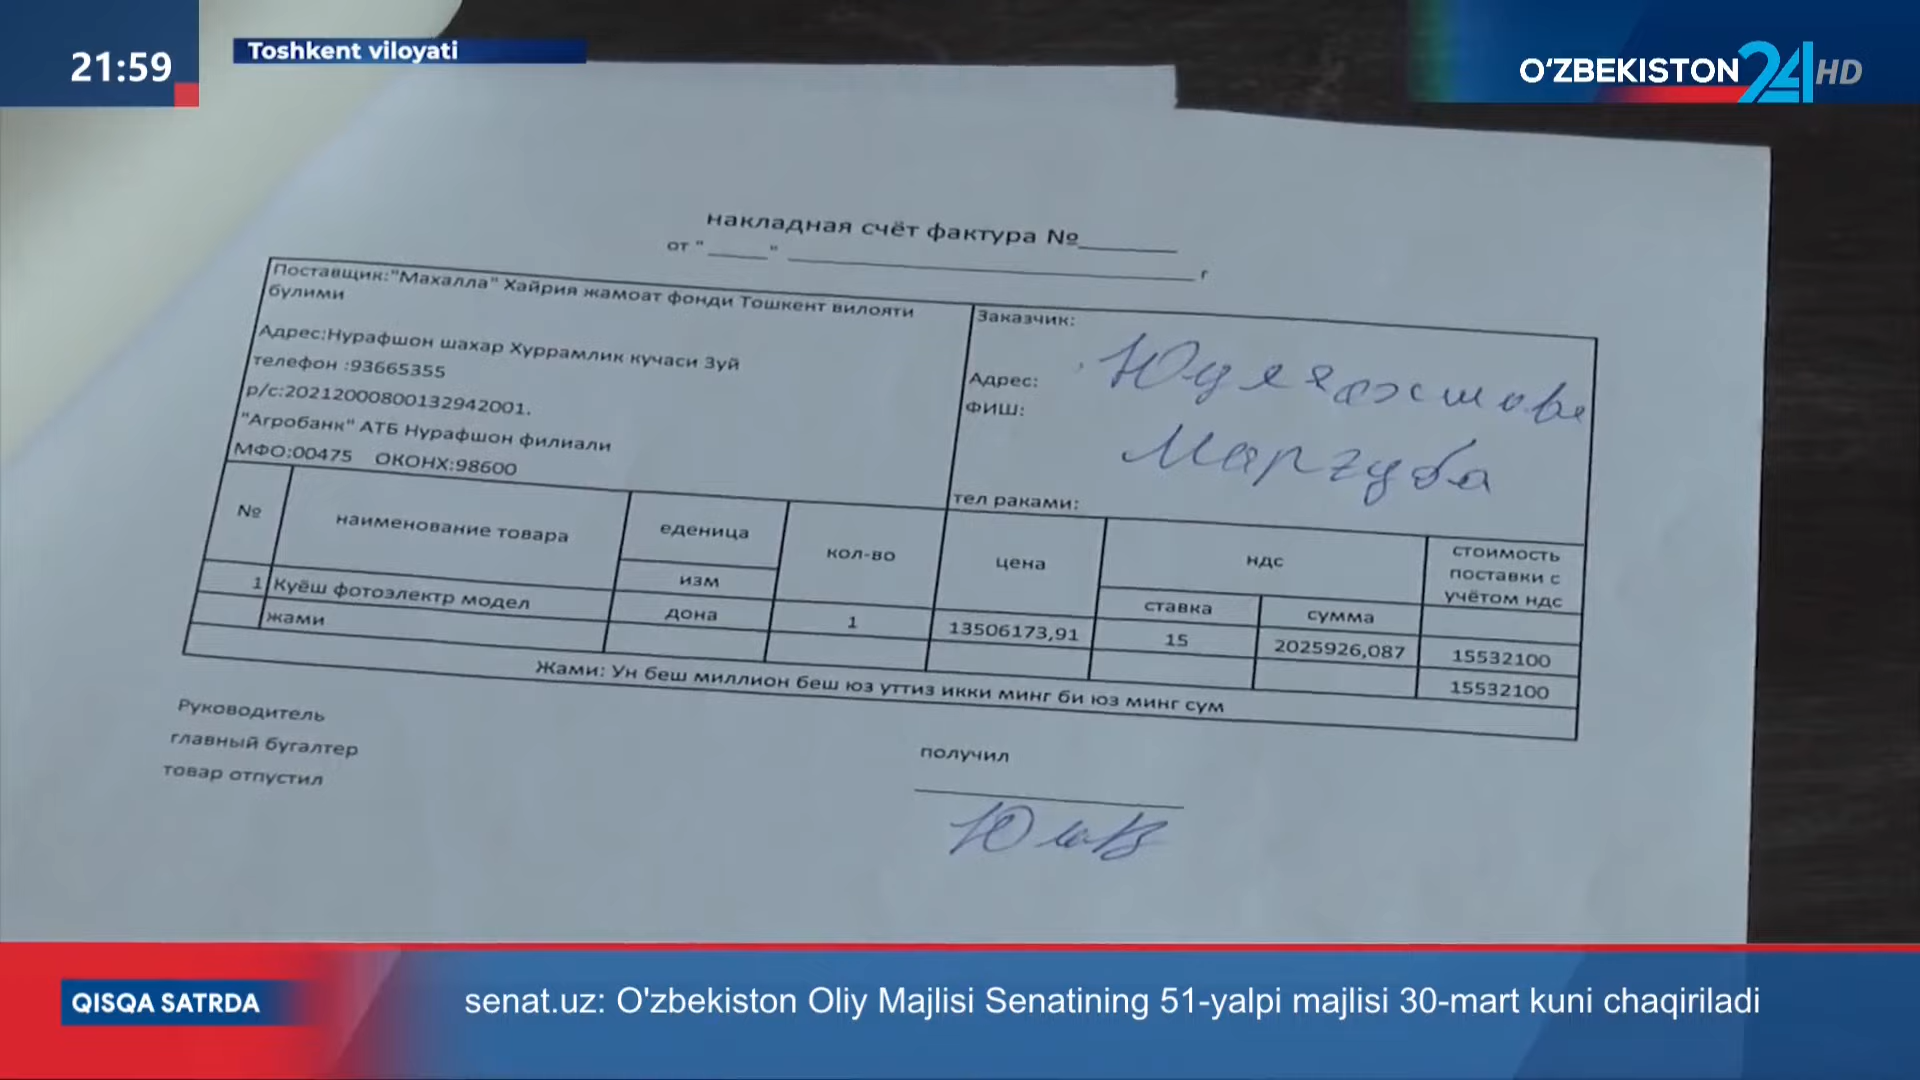 21:59
Toshkent viloyati
O‘ZBEKISTON 24 HD
накладная счёт фактура №_______
от "_____" __________________________________ г
Поставщик:"Махалла" Хайрия жамоат фонди Тошкент вилояти
булими
Адрес:Нурафшон шахар Хуррамлик кучаси 3уй
телефон :93665355
р/с:20212000800132942001.
"Агробанк" АТБ Нурафшон филиали
МФО:00475 ОКОНХ:98600
Заказчик:
Адрес:
ФИШ:
Маргуба
тел раками:
№ наименование товара еденица изм кол-во цена ндс стоимость поставки с учётом ндс
ставка сумма
1 Куёш фотоэлектр модел дона 1 13506173,91 15 2025926,087 15532100
жами 15532100
Жами: Ун беш миллион беш юз уттиз икки минг би юз минг сум
Руководитель
главный бугалтер
товар отпустил
получил
QISQA SATRDA
senat.uz: O'zbekiston Oliy Majlisi Senatining 51-yalpi majlisi 30-mart kuni chaqiriladi